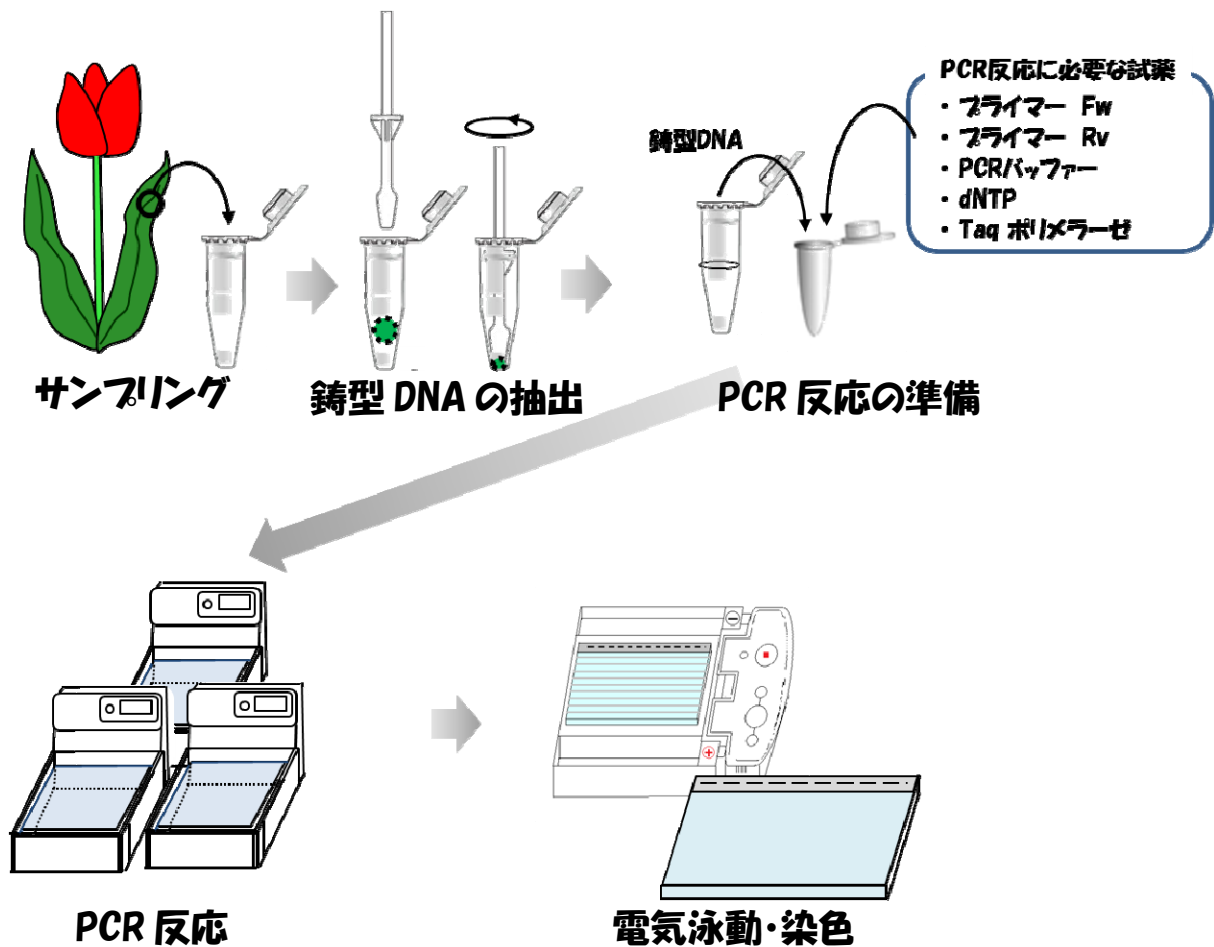 PCR反応に必要な試薬
・プライマー Fw
・プライマー Rv
・PCRバッファー
・dNTP
・Taq ポリメラーゼ
鋳型DNA
サンプリング
鋳型 DNA の抽出
PCR 反応の準備
PCR 反応
電気泳動・染色